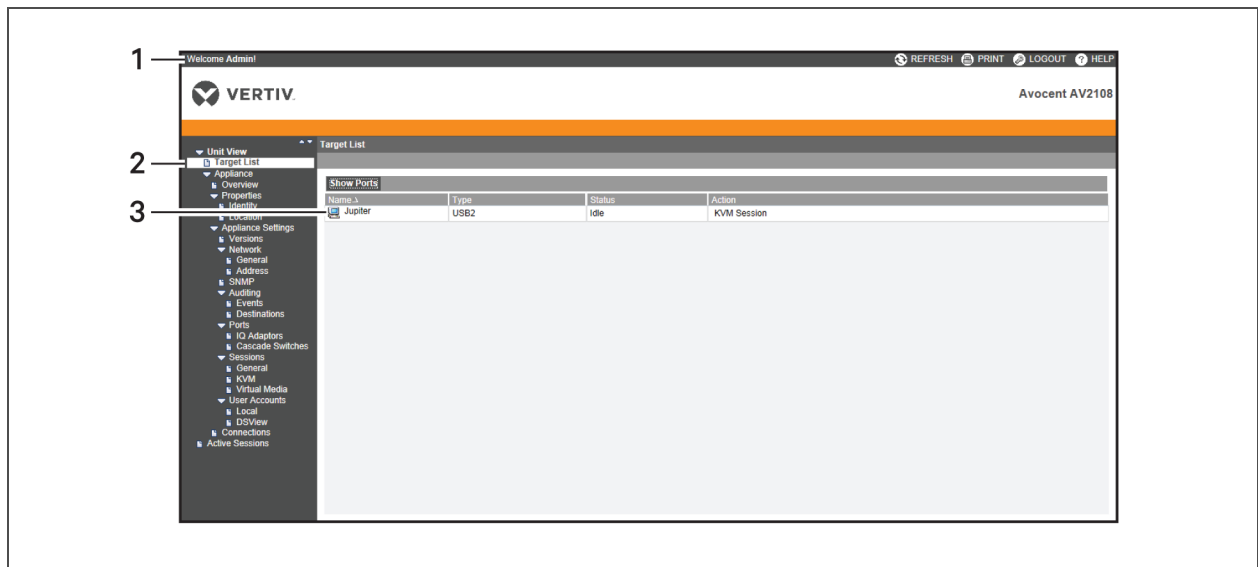 1
Welcome Admin!
REFRESH PRINT LOGOUT ? HELP
VERTIV.
Avocent AV2108
2
Unit View
Target List
Appliance
Overview
Properties
Identity
Location
Appliance Settings
Versions
Network
General
Address
SNMP
Auditing
Events
Destinations
Ports
IQ Adaptors
Cascade Switches
Sessions
General
KVM
Virtual Media
User Accounts
Local
DSView
Connections
Active Sessions
Target List
Show Ports
Name Type Status Action
3
Jupiter USB2 Idle KVM Session